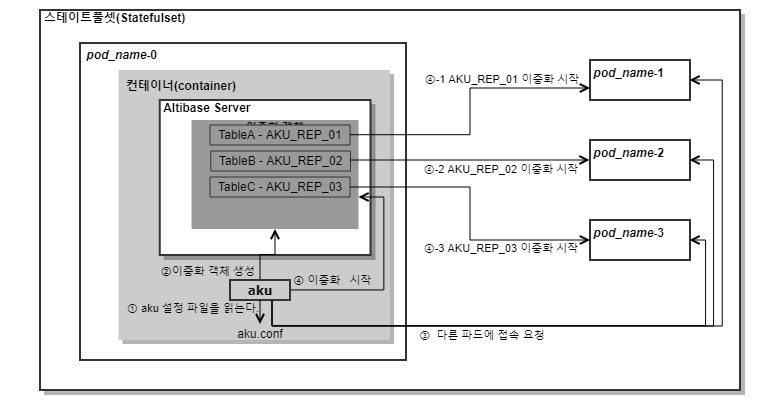 스테이트풀셋(Statefulset)
pod_name-0
컨테이너(container)
Altibase Server
이중화 객체
TableA - AKU_REP_01
TableB - AKU_REP_02
TableC - AKU_REP_03
②이중화 객체 생성
④ 이중화 시작
aku
① aku 설정 파일을 읽는다.
aku.conf
③ 다른 파드에 접속 요청
④-1 AKU_REP_01 이중화 시작
pod_name-1
④-2 AKU_REP_02 이중화 시작
pod_name-2
④-3 AKU_REP_03 이중화 시작
pod_name-3